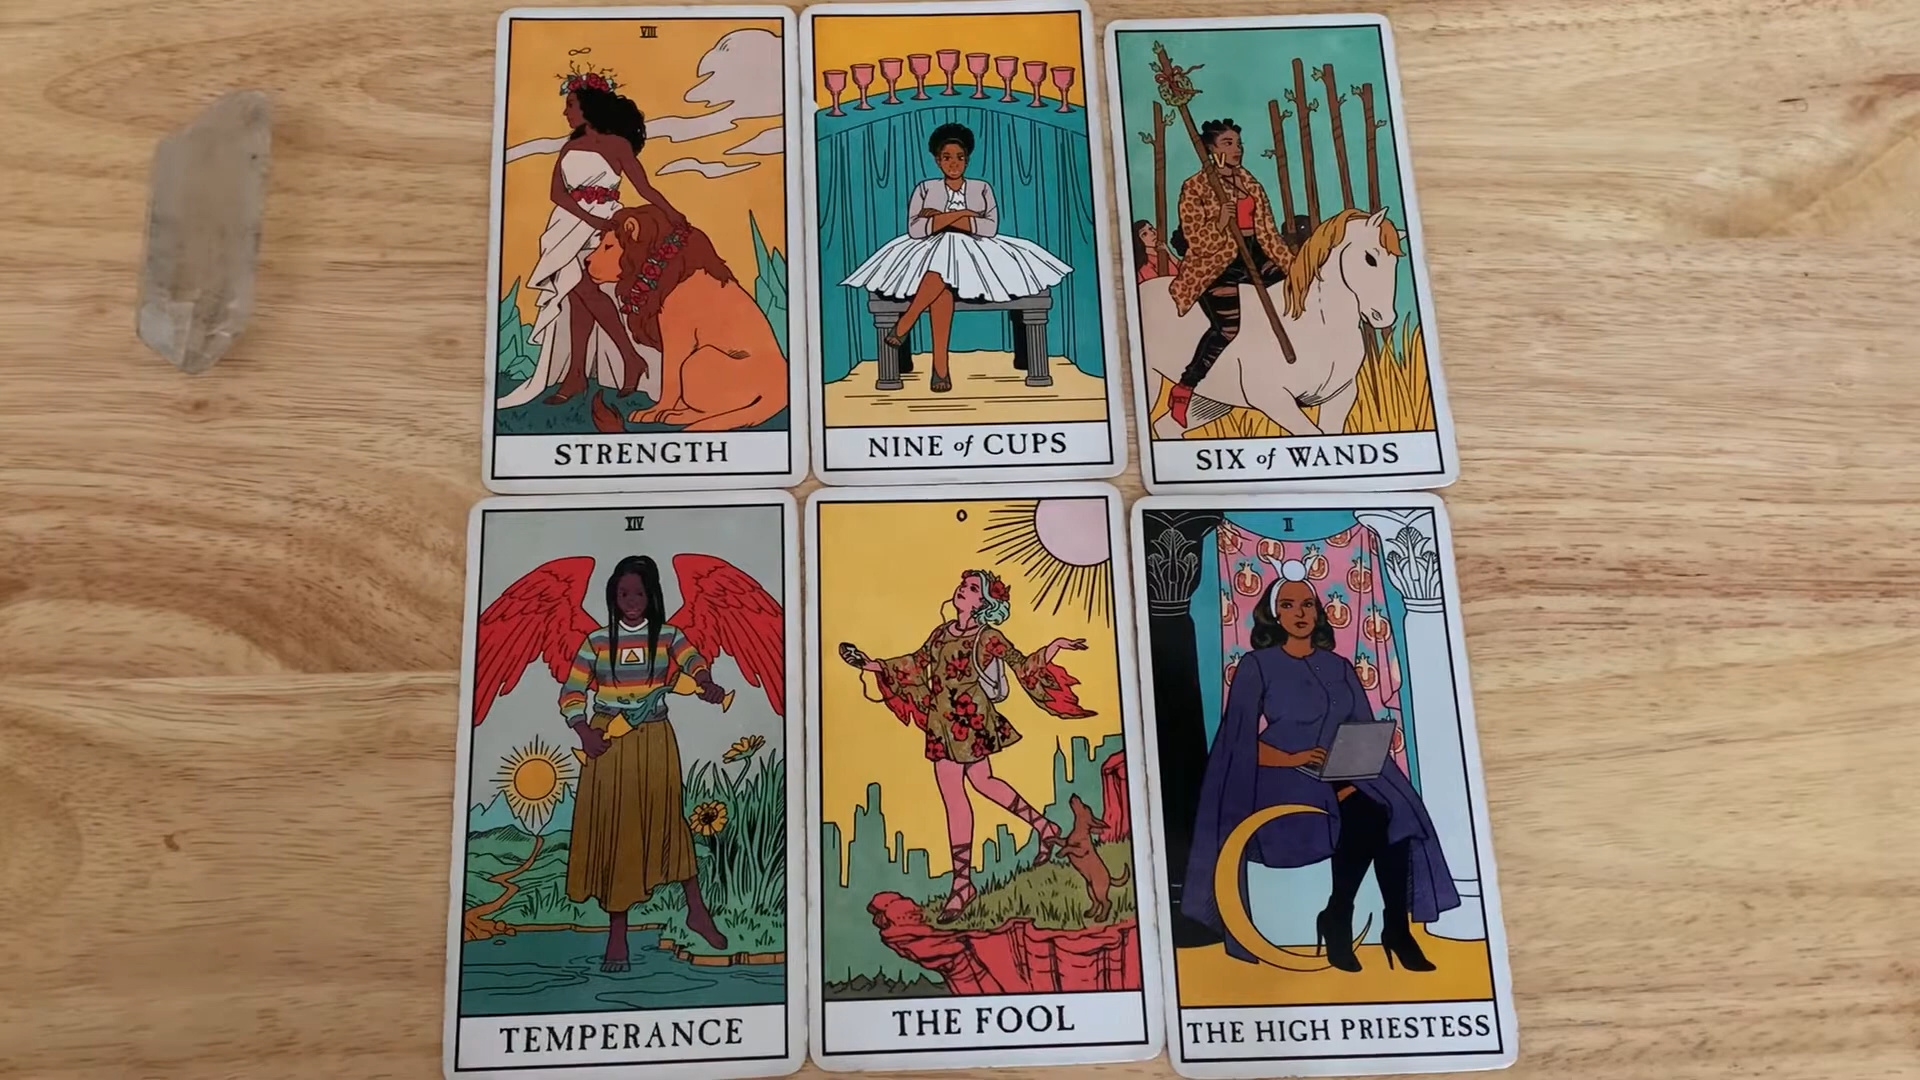 VIII
STRENGTH
NINE of CUPS
SIX of WANDS
XIV
TEMPERANCE
0
THE FOOL
II
THE HIGH PRIESTESS